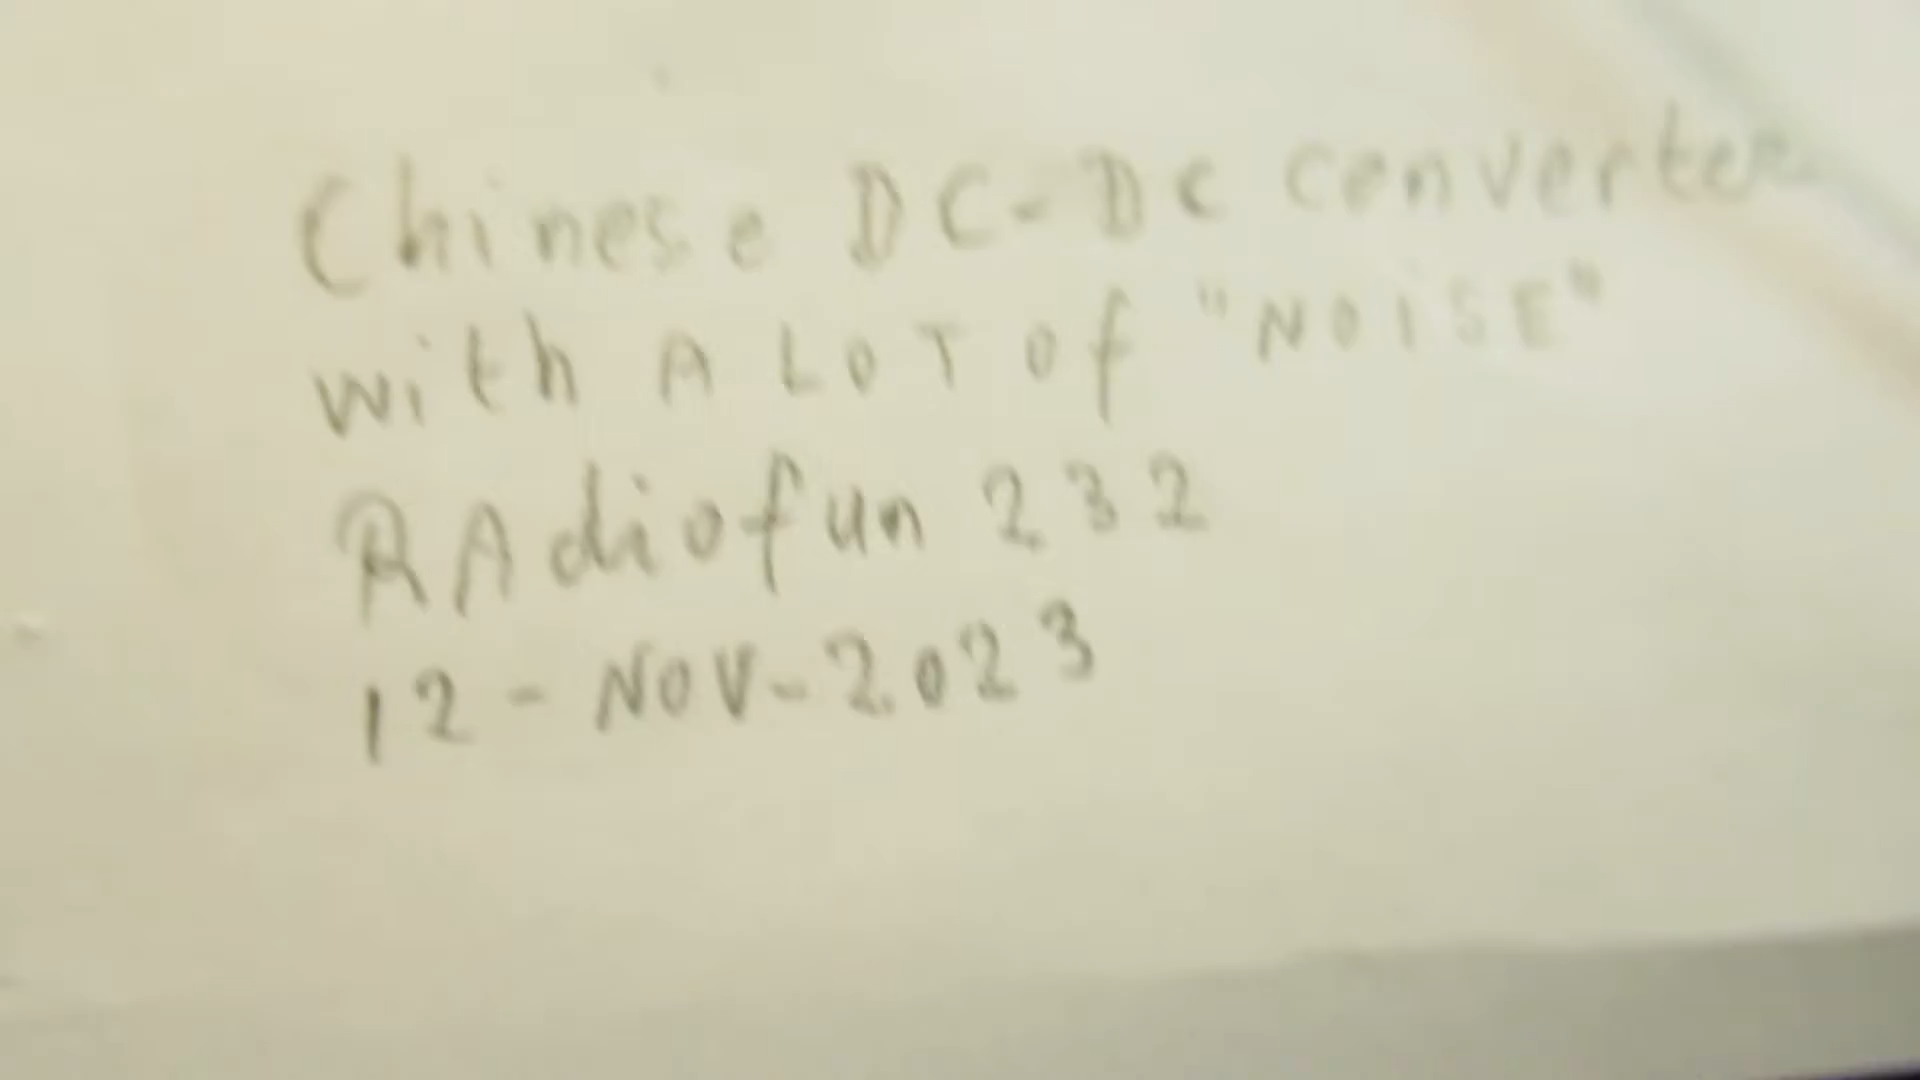 Chinese DC-DC converter
with A LOT of "NOISE"
RAdiofun 232
12-NOV-2023